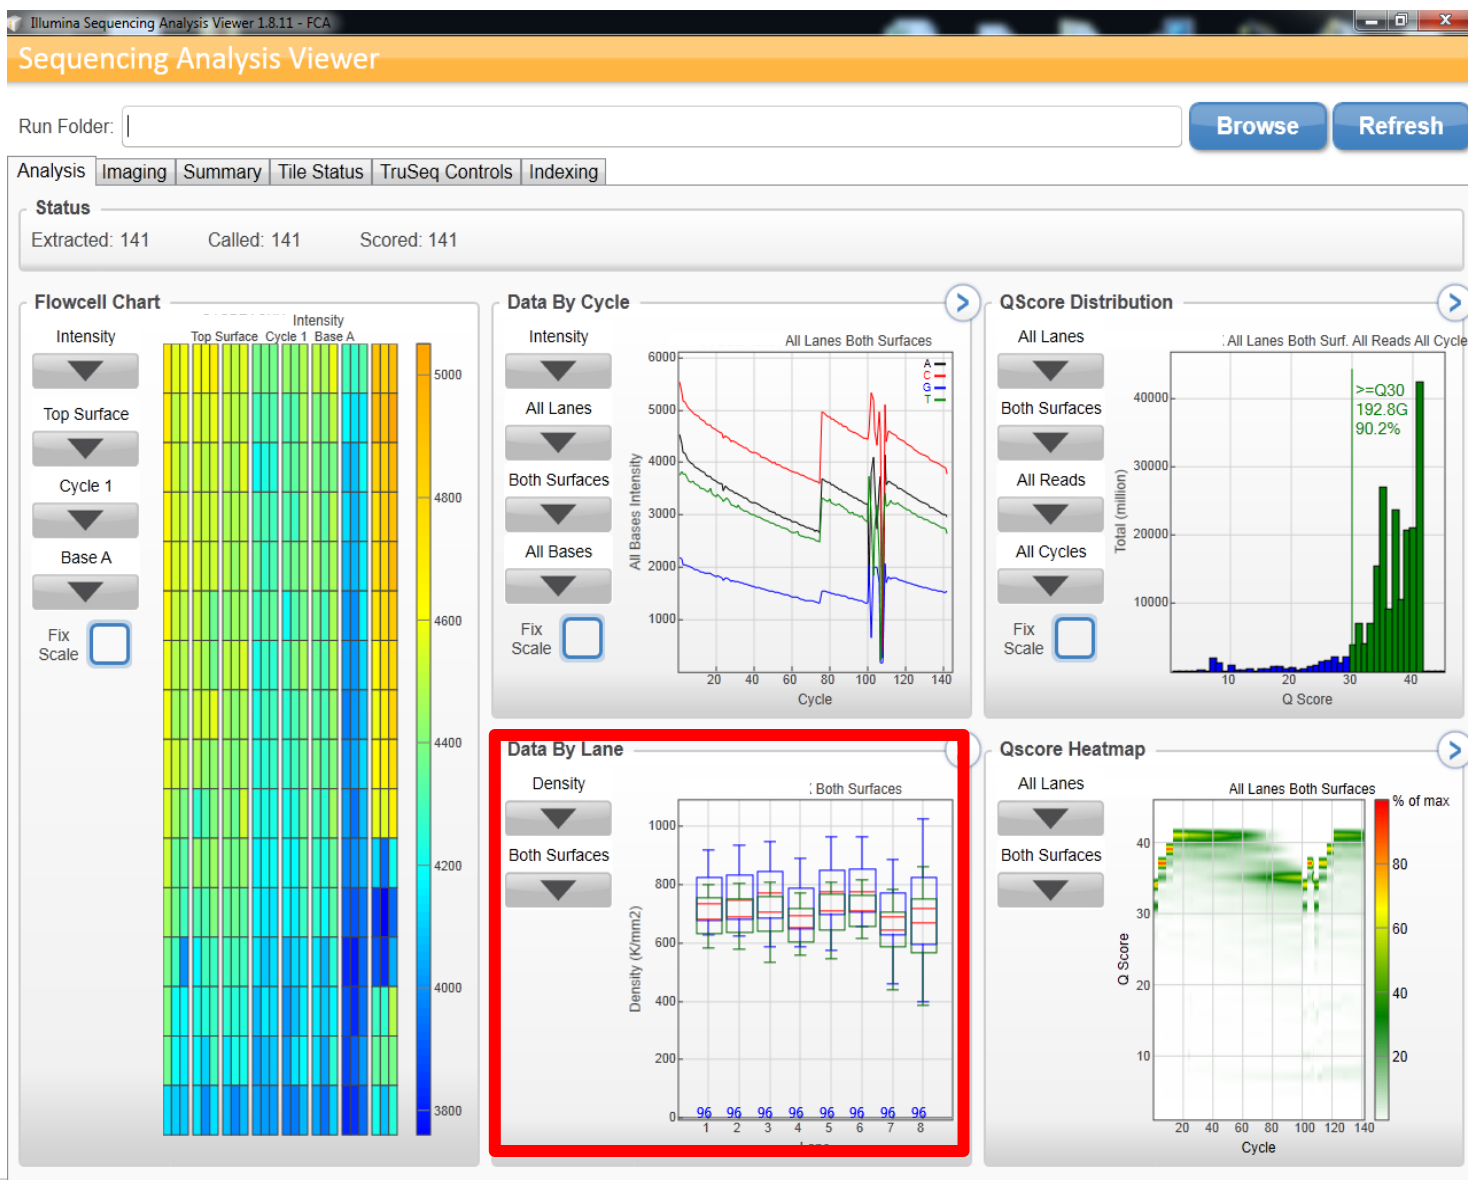 Illumina Sequencing Analysis Viewer 1.8.11 - FCA
Sequencing Analysis Viewer
Run Folder:
Browse
Refresh
Analysis
Imaging
Summary
Tile Status
TruSeq Controls
Indexing
Status
Extracted: 141
Called: 141
Scored: 141
Flowcell Chart
Intensity
Top Surface
Cycle 1
Base A
Fix
Scale
Intensity
Top Surface Cycle 1 Base A
5000
4800
4600
4400
4200
4000
3800
Data By Cycle
Intensity
All Lanes
Both Surfaces
All Bases
Fix
Scale
All Lanes Both Surfaces
A
C
G
T
All Bases Intensity
6000
5000
4000
3000
2000
1000
20 40 60 80 100 120 140
Cycle
QScore Distribution
All Lanes
Both Surfaces
All Reads
All Cycles
Fix
Scale
All Lanes Both Surf. All Reads All Cycle
>=Q30
192.8G
90.2%
Total (million)
40000
30000
20000
10000
10 20 30 40
Q Score
Data By Lane
Density
Both Surfaces
Both Surfaces
Density (K/mm2)
1000
800
600
400
200
0
96 96 96 96 96 96 96 96
1 2 3 4 5 6 7 8
Qscore Heatmap
All Lanes
Both Surfaces
All Lanes Both Surfaces
% of max
80
60
40
20
Q Score
40
30
20
10
20 40 60 80 100 120 140
Cycle